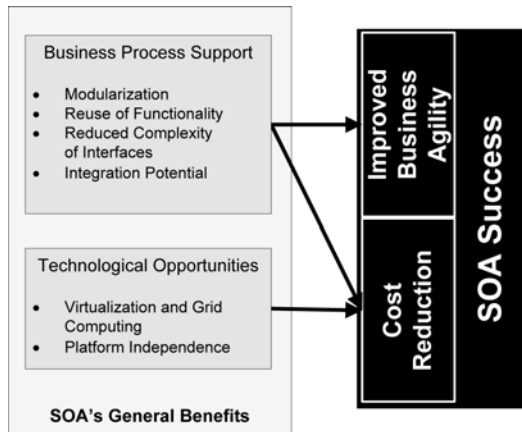 Business Process Support
• Modularization
• Reuse of Functionality
• Reduced Complexity
of Interfaces
• Integration Potential
Technological Opportunities
• Virtualization and Grid
Computing
• Platform Independence
SOA's General Benefits
Improved
Business
Agility
Cost
Reduction
SOA Success